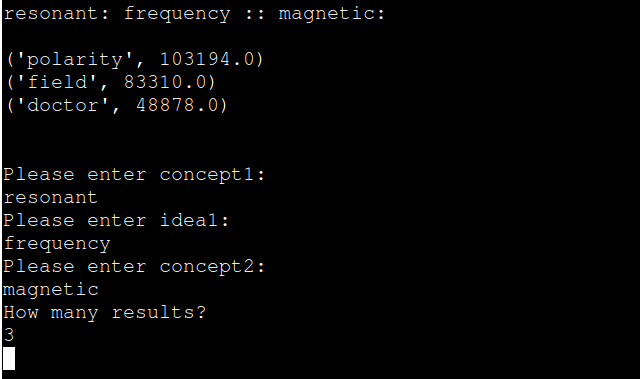 resonant: frequency :: magnetic:
('polarity', 103194.0)
('field', 83310.0)
('doctor', 48878.0)
Please enter concept1:
resonant
Please enter idea1:
frequency
Please enter concept2:
magnetic
How many results?
3